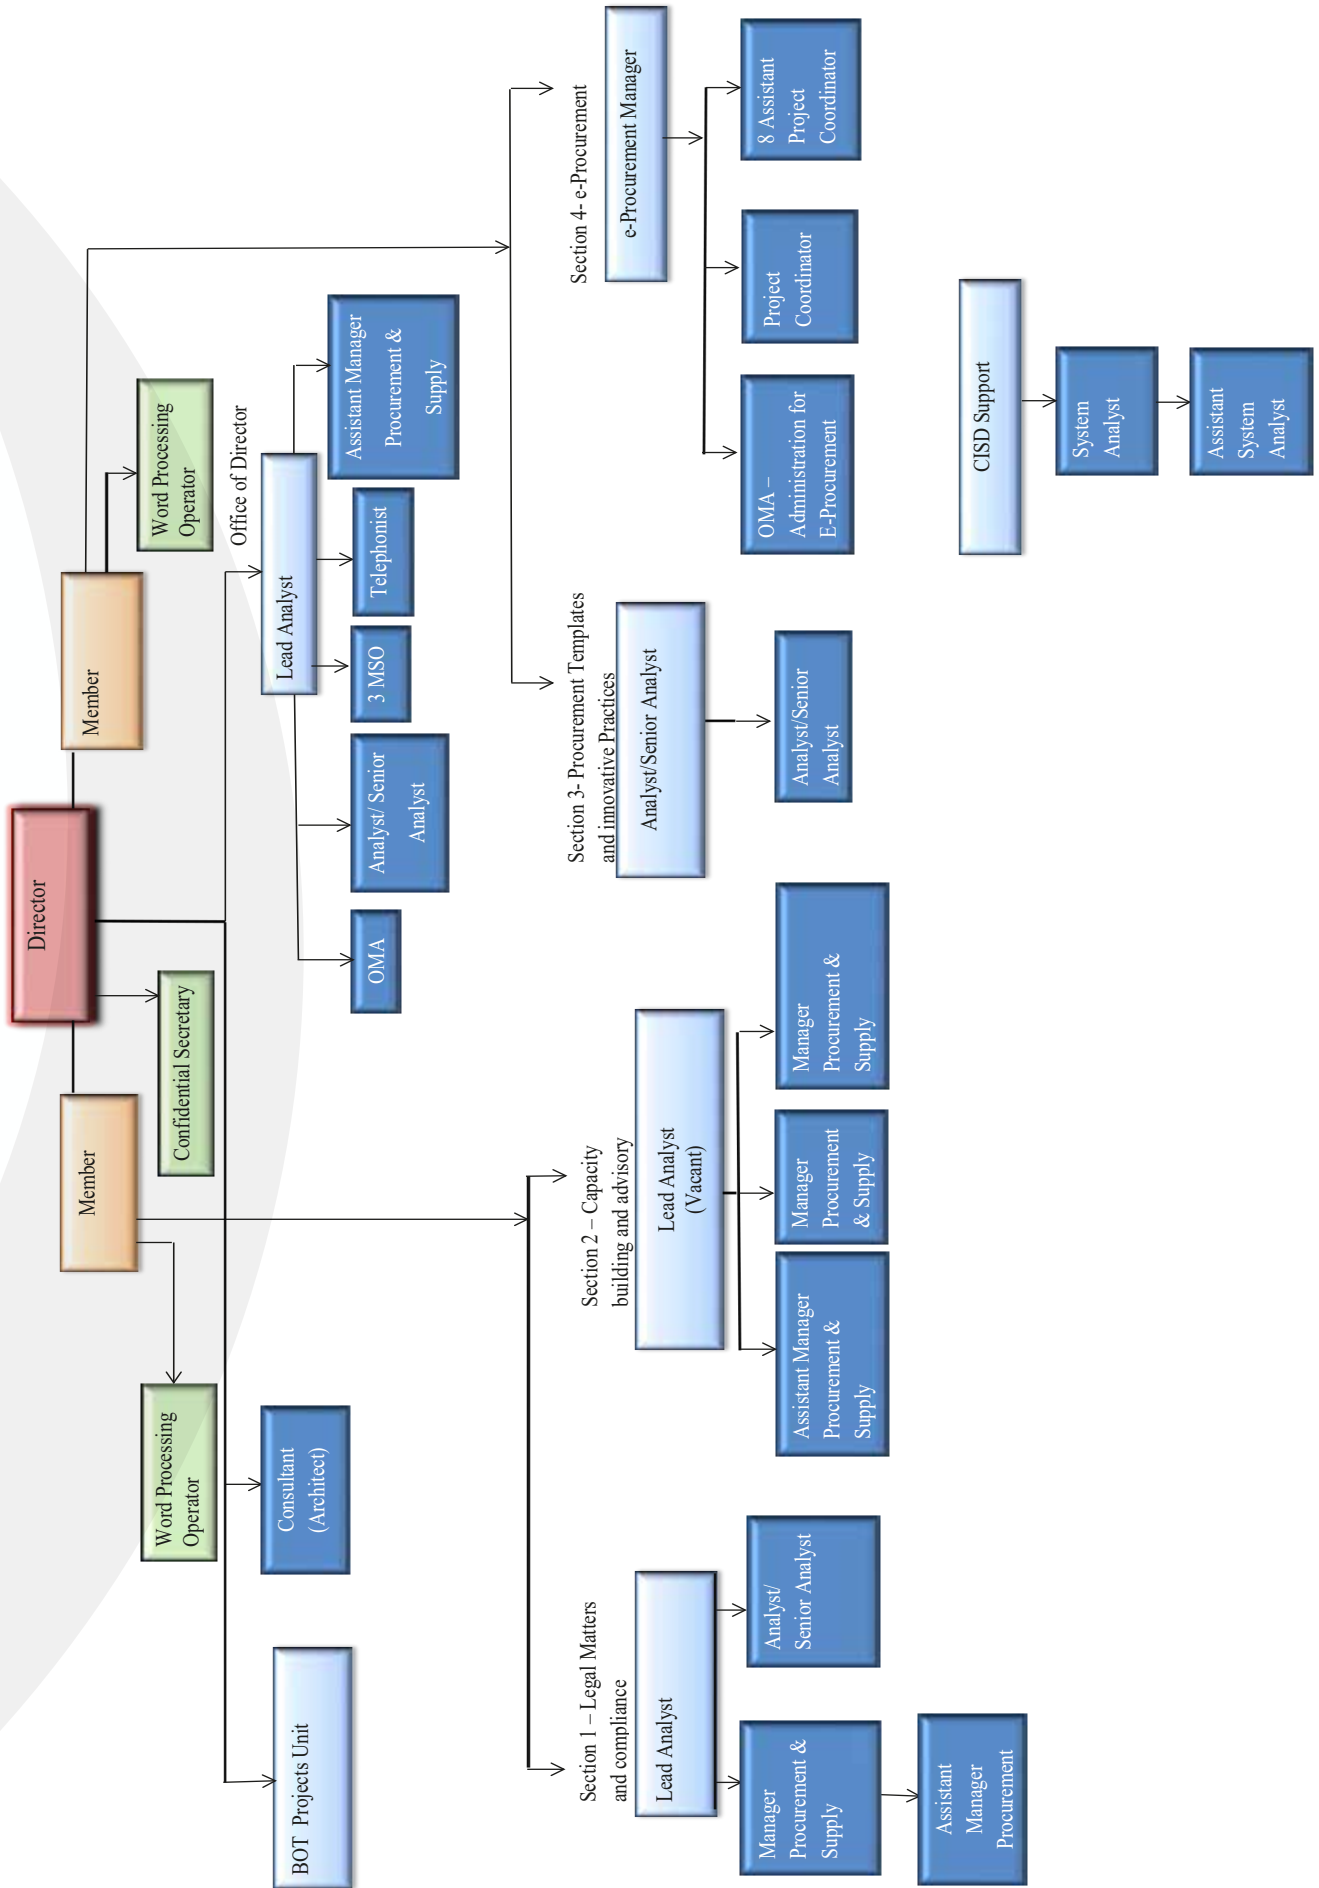 Director
Member
Member
Confidential Secretary
Word Processing
Operator
Word Processing
Operator
BOT  Projects Unit
Consultant
(Architect)
Office of Director
Lead Analyst
OMA
Analyst/ Senior
Analyst
3 MSO
Telephonist
Assistant Manager
Procurement &
Supply
Section 1 – Legal Matters
and compliance
Lead Analyst
Manager
Procurement &
Supply
Analyst/
Senior Analyst
Assistant
Manager
Procurement
Section 2 – Capacity
building and advisory
Lead Analyst
(Vacant)
Assistant Manager
Procurement &
Supply
Manager
Procurement
& Supply
Manager
Procurement &
Supply
Section 3- Procurement Templates
and innovative Practices
Analyst/Senior Analyst
Analyst/Senior
Analyst
Section 4- e-Procurement
e-Procurement Manager
OMA –
Administration for
E-Procurement
Project
Coordinator
8 Assistant
Project
Coordinator
CISD Support
System
Analyst
Assistant
System
Analyst